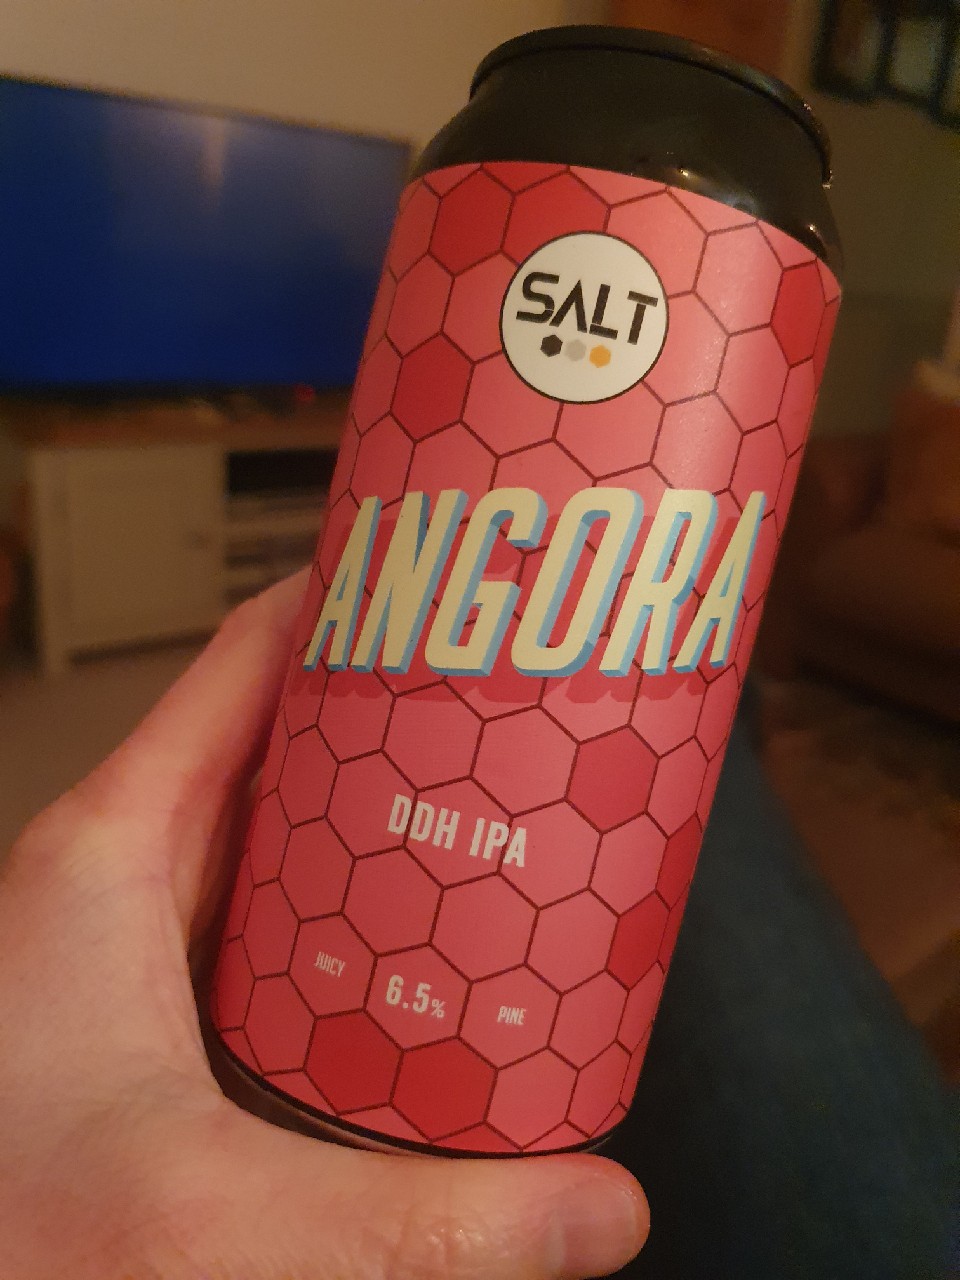 SALT
ANGORA
DDH IPA
JUICY
6.5%
PINE